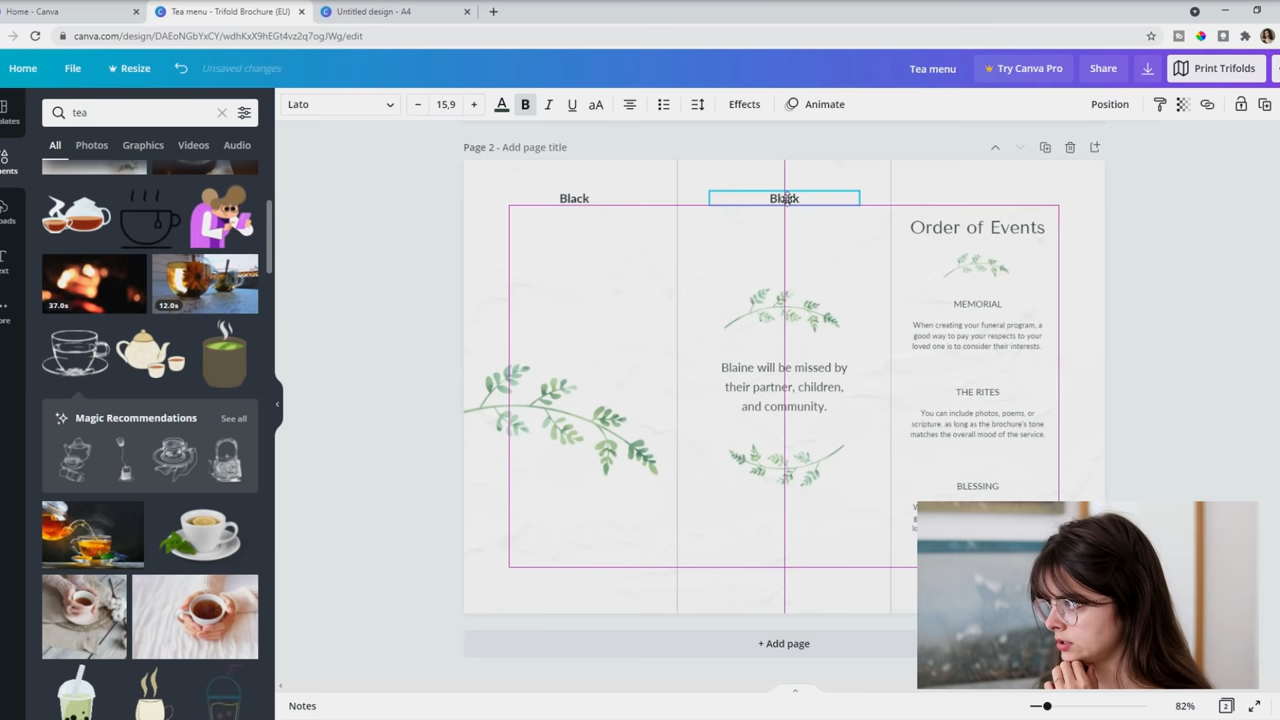 Home - Canva
Tea menu - Trifold Brochure (EU)
Untitled design - A4
canva.com/design/DAEoNGbYxCY/wdhKxX9hEGt4vz2q7ogJWg/edit
Home
File
Resize
Unsaved changes
Tea menu
Try Canva Pro
Share
Print Trifolds
tea
Lato
15,9
B
I
U
aA
Effects
Animate
Position
All
Photos
Graphics
Videos
Audio
37.0s
12.0s
Magic Recommendations
See all
Page 2 - Add page title
Black
Black
Blaine will be missed by
their partner, children,
and community.
Order of Events
MEMORIAL
When creating your funeral program, a
good way to pay your respects to your
loved one is to consider their interests.
THE RITES
You can include photos, poems, or
scripture, as long as the brochure's tone
matches the overall mood of the service.
BLESSING
+ Add page
Notes
82%
2